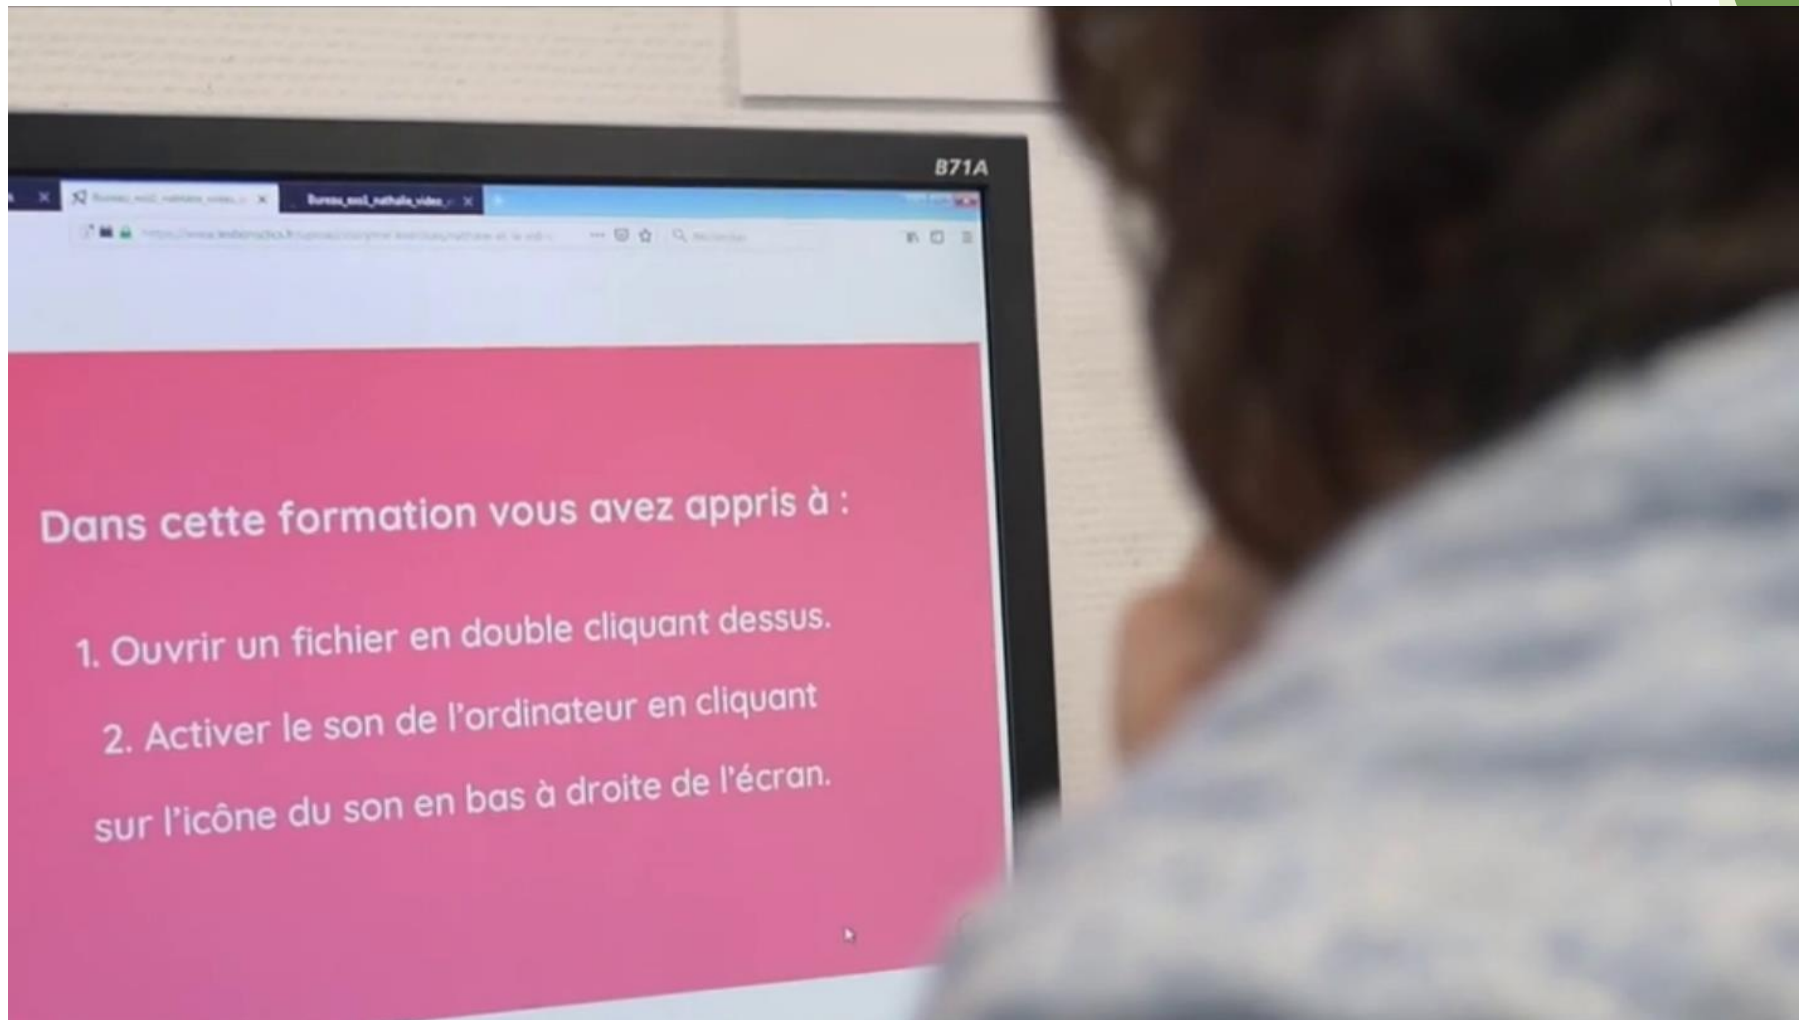 B71A
Bureau_exo1_nathalie_video_
Dans cette formation vous avez appris à :
1. Ouvrir un fichier en double cliquant dessus.
2. Activer le son de l'ordinateur en cliquant
sur l'icône du son en bas à droite de l'écran.